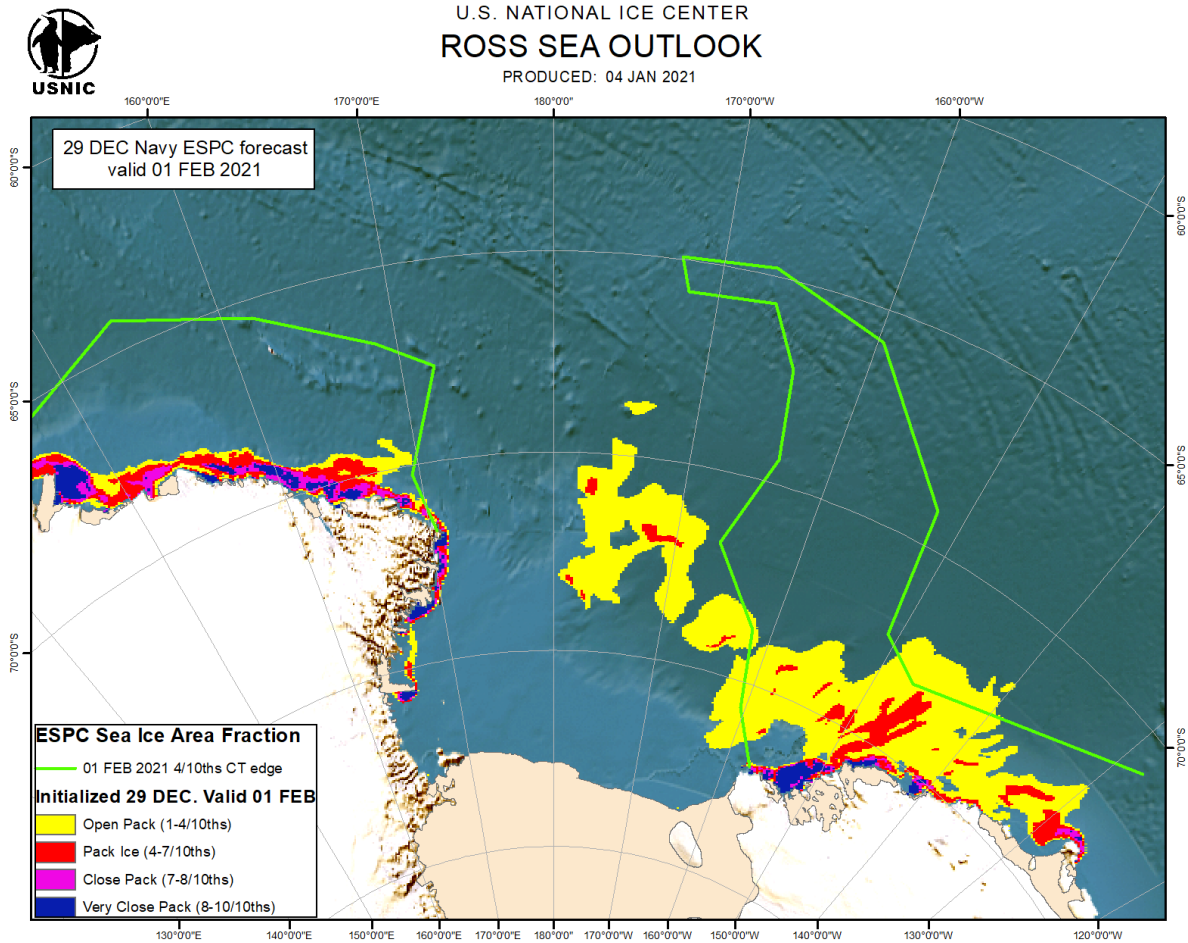 U.S. NATIONAL ICE CENTER
ROSS SEA OUTLOOK
PRODUCED: 04 JAN 2021
USNIC
160°0'0"E 170°0'0"E 180°0'0" 170°0'0"W 160°0'0"W
29 DEC Navy ESPC forecast
valid 01 FEB 2021
60°0'0"S
60°0'0"S
65°0'0"S
65°0'0"S
70°0'0"S
70°0'0"S
ESPC Sea Ice Area Fraction
01 FEB 2021 4/10ths CT edge
Initialized 29 DEC. Valid 01 FEB
Open Pack (1-4/10ths)
Pack Ice (4-7/10ths)
Close Pack (7-8/10ths)
Very Close Pack (8-10/10ths)
130°0'0"E 140°0'0"E 150°0'0"E 160°0'0"E 170°0'0"E 180°0'0" 170°0'0"W 160°0'0"W 150°0'0"W 140°0'0"W 130°0'0"W 120°0'0"W